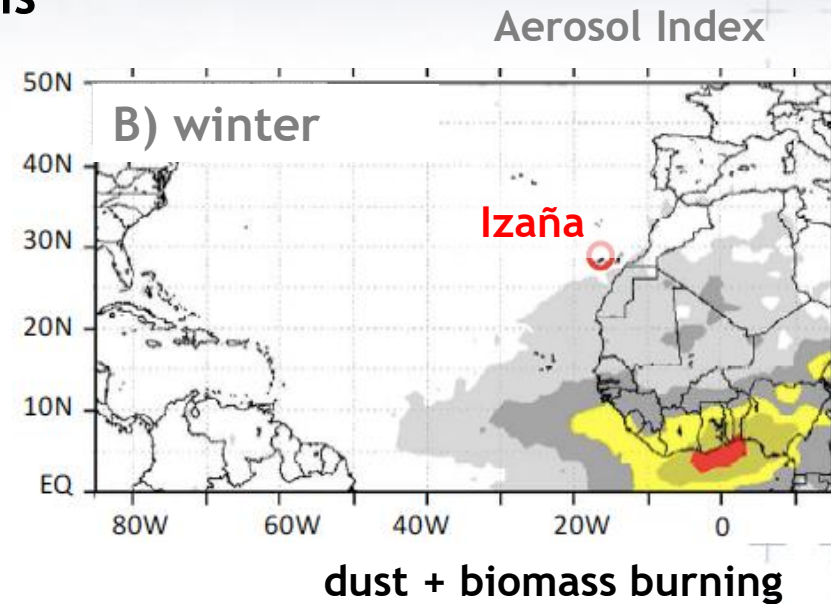 Aerosol Index
50N
B) winter
40N
Izaña
30N
20N
10N
EQ
80W 60W 40W 20W 0
dust + biomass burning